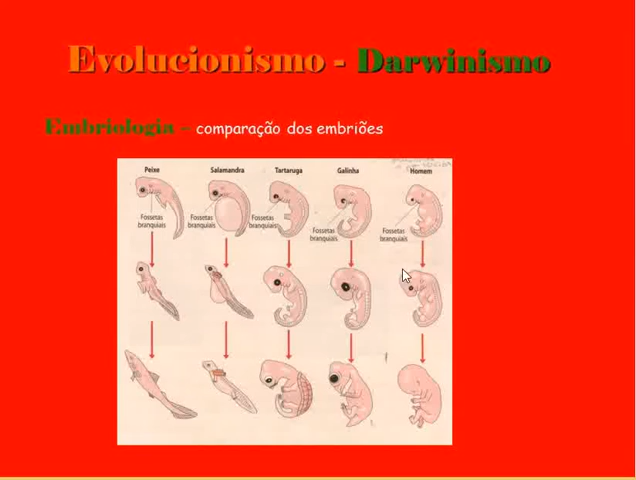 Evolucionismo - Darwinismo
Embriologia – comparação dos embriões
Peixe Salamandra Tartaruga Galinha Homem
Fossetas branquiais
Fossetas branquiais
Fossetas branquiais
Fossetas branquiais
Fossetas branquiais